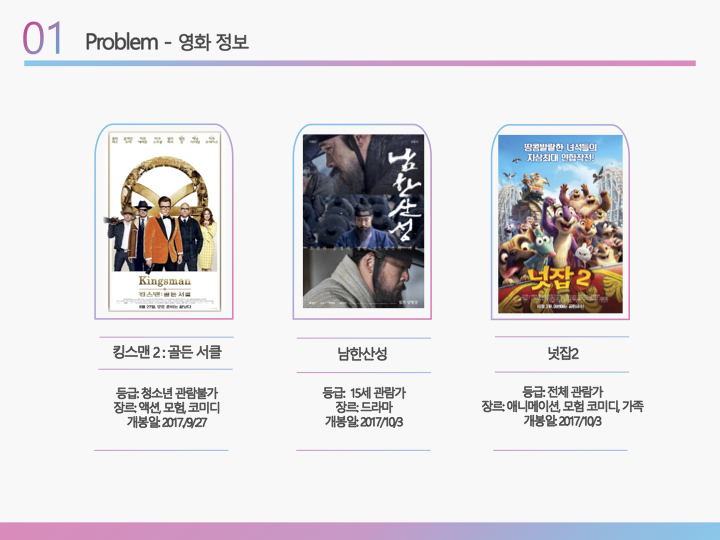 01 Problem - 영화 정보
Kingsman
킹스맨 : 골든 서클
남한산성
땅콩발랄한 녀석들의
지상최대 연합작전!
넛잡 2
킹스맨 2 : 골든 서클
등급: 청소년 관람불가
장르: 액션, 모험, 코미디
개봉일: 2017./9/27
남한산성
등급: 15세 관람가
장르: 드라마
개봉일: 2017/10/3
넛잡2
등급: 전체 관람가
장르: 애니메이션, 모험 코미디, 가족
개봉일: 2017/10/3